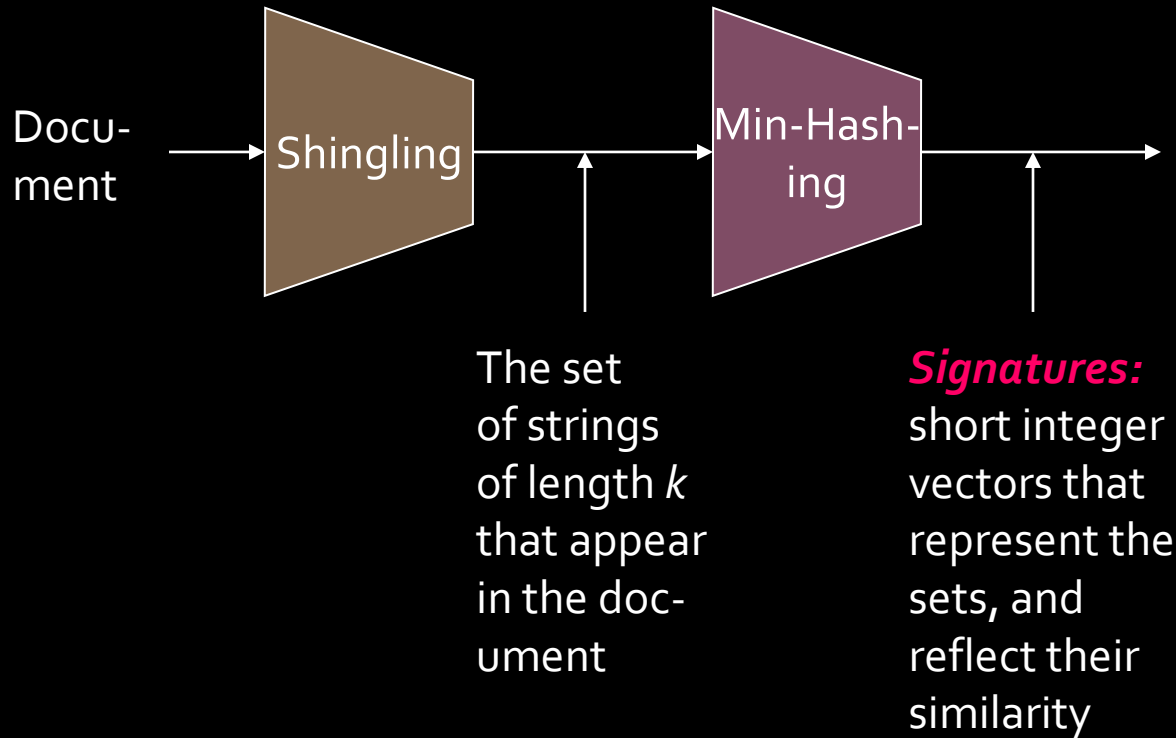 Docu-
ment
Shingling
Min-Hash-
ing
The set
of strings
of length k
that appear
in the doc-
ument
Signatures:
short integer
vectors that
represent the
sets, and
reflect their
similarity